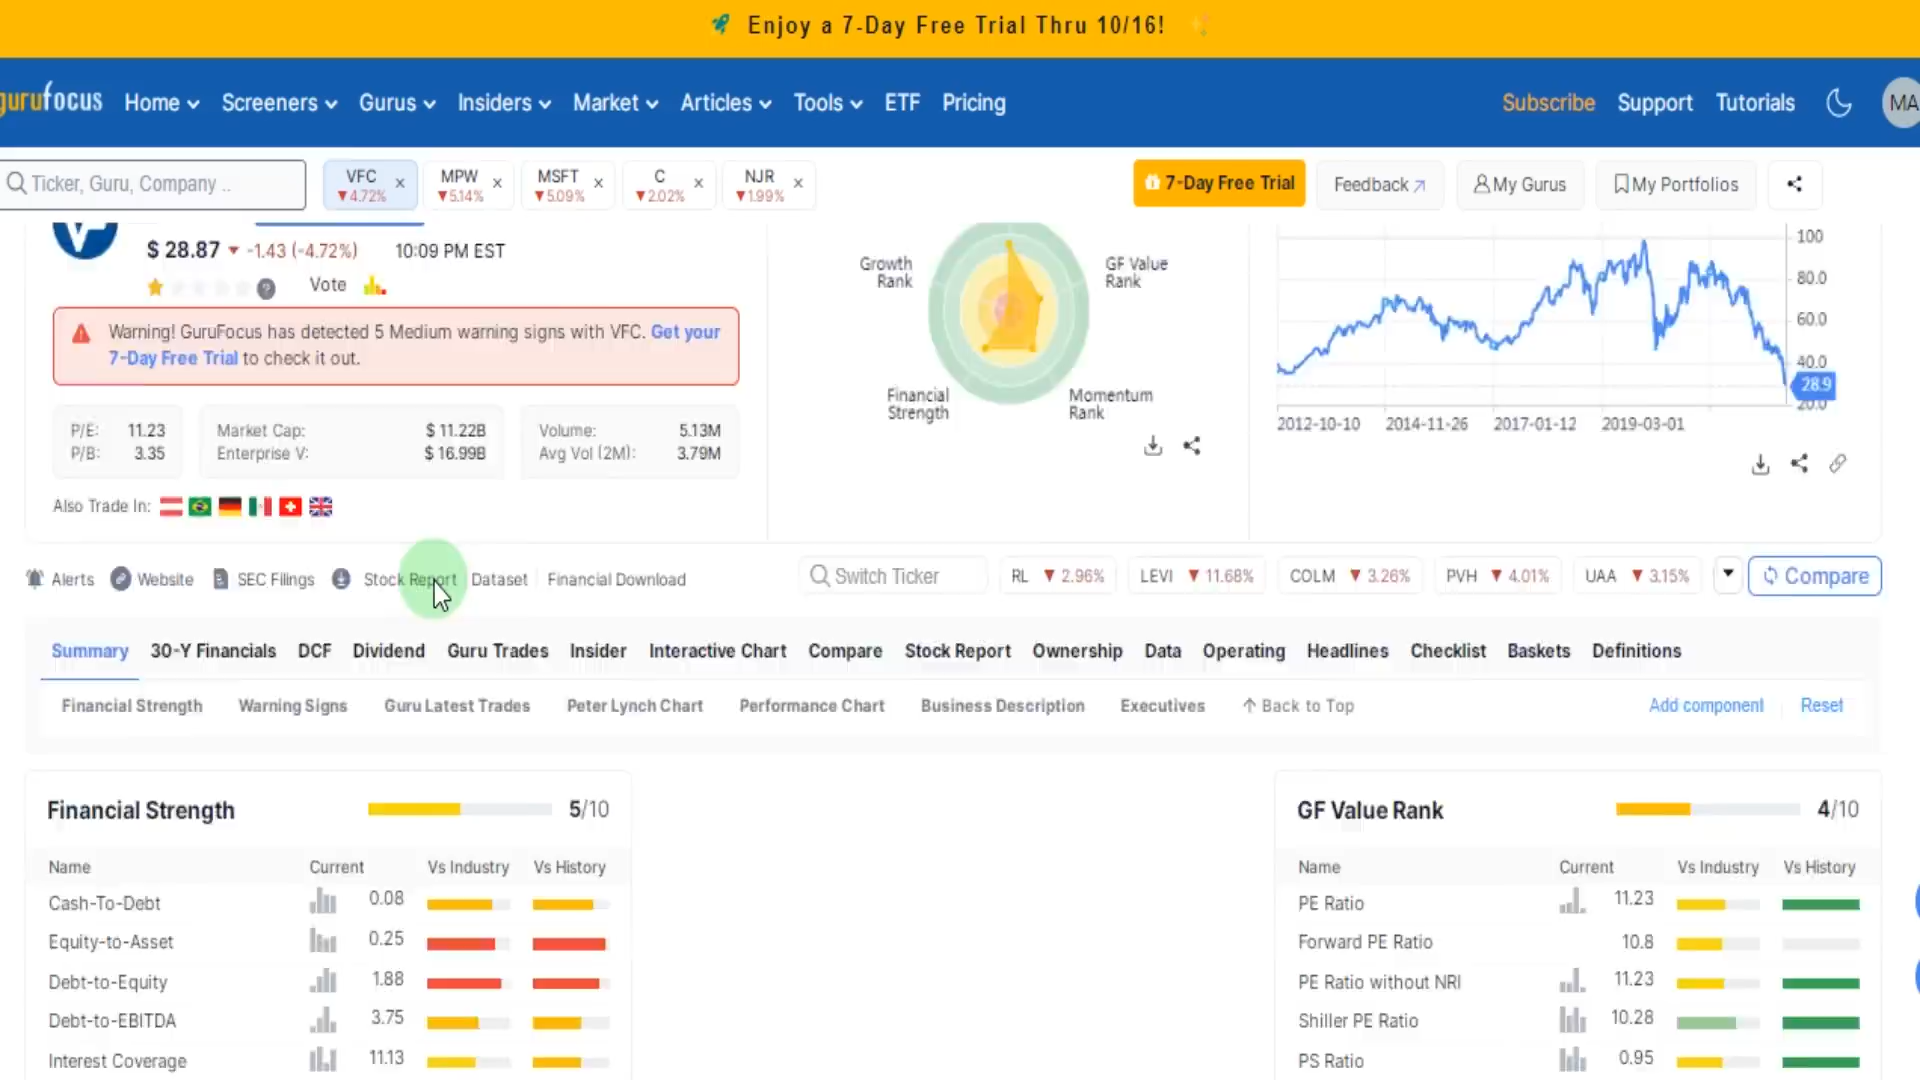 Enjoy a 7-Day Free Trial Thru 10/16!
gurufocus Home Screeners Gurus Insiders Market Articles Tools ETF Pricing Subscribe Support Tutorials MA
Ticker, Guru, Company .. VFC × MPW × MSFT × C × NJR × 7-Day Free Trial Feedback My Gurus My Portfolios
▼4.72% ▼5.14% ▼5.09% ▼2.02% ▼1.99%
$ 28.87 ▼ -1.43 (-4.72%) 10:09 PM EST
Vote
Warning! GuruFocus has detected 5 Medium warning signs with VFC. Get your
7-Day Free Trial to check it out.
P/E: 11.23
P/B: 3.35
Market Cap: $ 11.22B
Enterprise V: $ 16.99B
Volume: 5.13M
Avg Vol (2M): 3.79M
Also Trade In:
Growth
Rank
GF Value
Rank
Financial
Strength
Momentum
Rank
100
80.0
60.0
40.0
28.9
20.0
2012-10-10 2014-11-26 2017-01-12 2019-03-01
Alerts Website SEC Filings Stock Report Dataset Financial Download
Switch Ticker RL ▼ 2.96% LEVI ▼ 11.68% COLM ▼ 3.26% PVH ▼ 4.01% UAA ▼ 3.15% Compare
Summary 30-Y Financials DCF Dividend Guru Trades Insider Interactive Chart Compare Stock Report Ownership Data Operating Headlines Checklist Baskets Definitions
Financial Strength Warning Signs Guru Latest Trades Peter Lynch Chart Performance Chart Business Description Executives ↑ Back to Top Add component Reset
Financial Strength 5/10
Name Current Vs Industry Vs History
Cash-To-Debt 0.08
Equity-to-Asset 0.25
Debt-to-Equity 1.88
Debt-to-EBITDA 3.75
Interest Coverage 11.13
GF Value Rank 4/10
Name Current Vs Industry Vs History
PE Ratio 11.23
Forward PE Ratio 10.8
PE Ratio without NRI 11.23
Shiller PE Ratio 10.28
PS Ratio 0.95